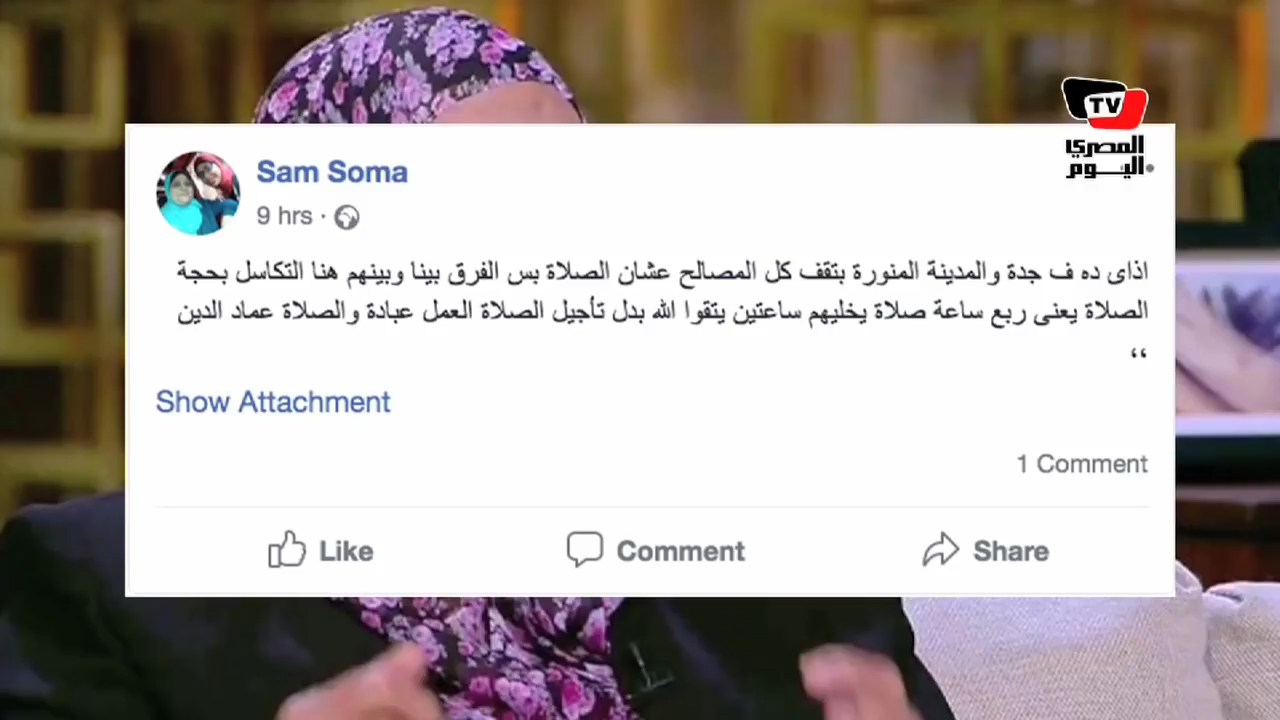 TV
المصري
اليوم
Sam Soma
9 hrs ·
اذاى ده ف جدة والمدينة المنورة بتقف كل المصالح عشان الصلاة بس الفرق بينا وبينهم هنا التكاسل بحجة
الصلاة يعنى ربع ساعة صلاة يخليهم ساعتين يتقوا الله بدل تأجيل الصلاة العمل عبادة والصلاة عماد الدين
،،
Show Attachment
1 Comment
Like
Comment
Share